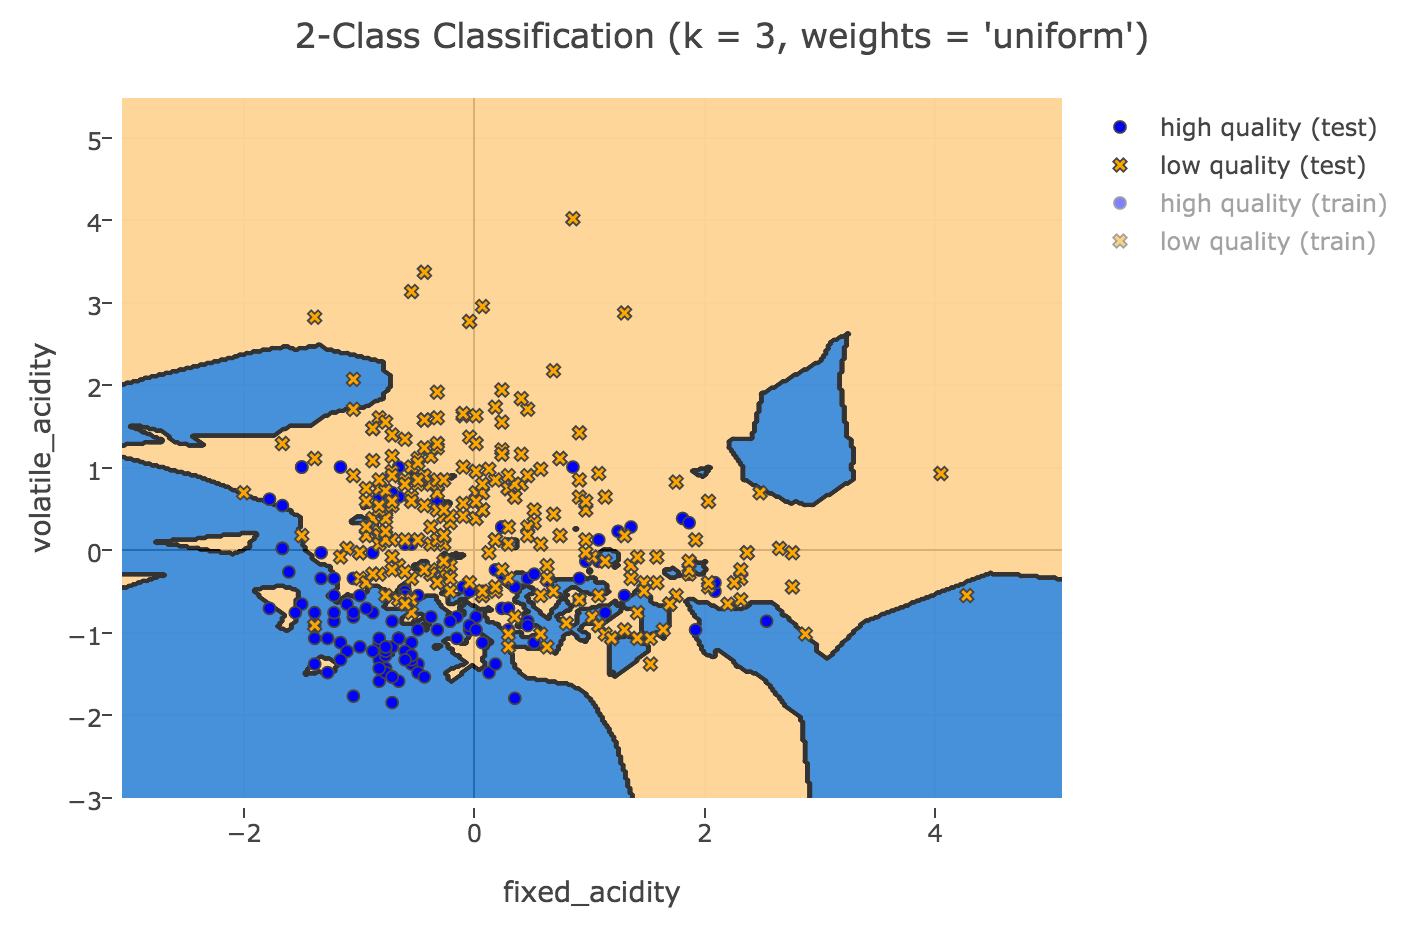 2-Class Classification (k = 3, weights = 'uniform')
high quality (test)
low quality (test)
high quality (train)
low quality (train)
5
4
3
2
1
0
−1
−2
−3
volatile_acidity
−2
0
2
4
fixed_acidity